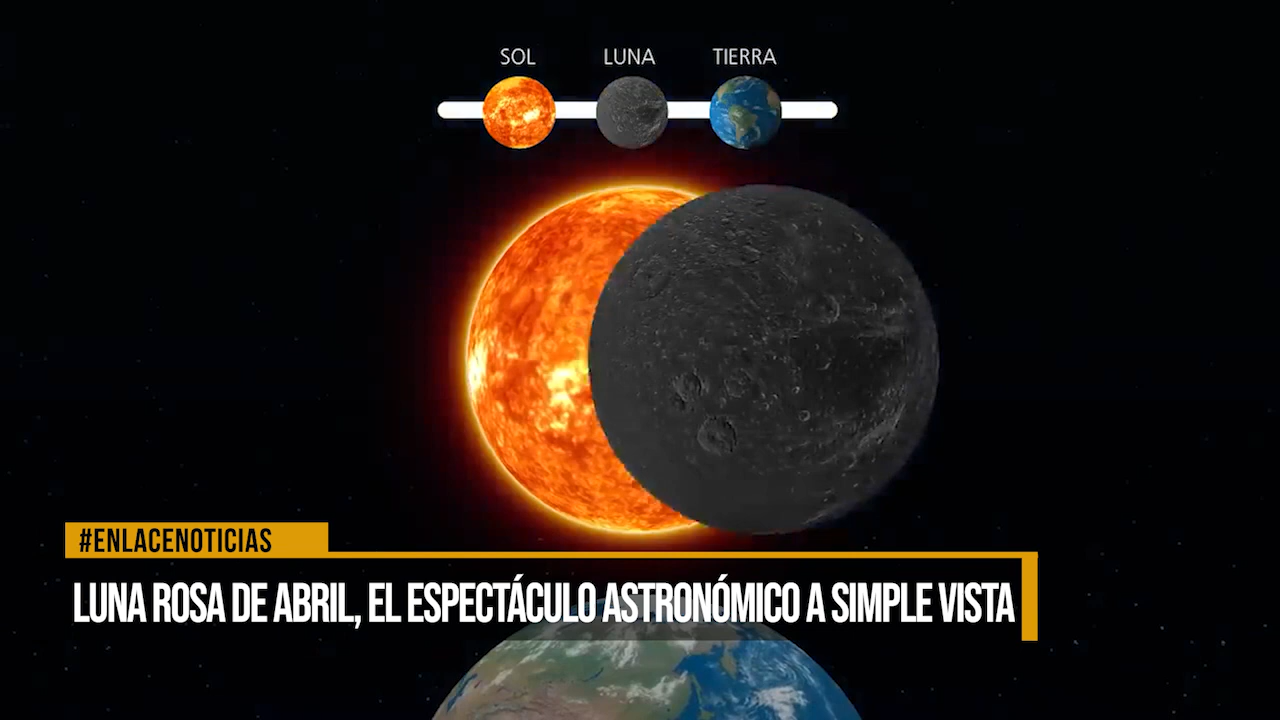 SOL LUNA TIERRA
#ENLACENOTICIAS
LUNA ROSA DE ABRIL, EL ESPECTÁCULO ASTRONÓMICO A SIMPLE VISTA